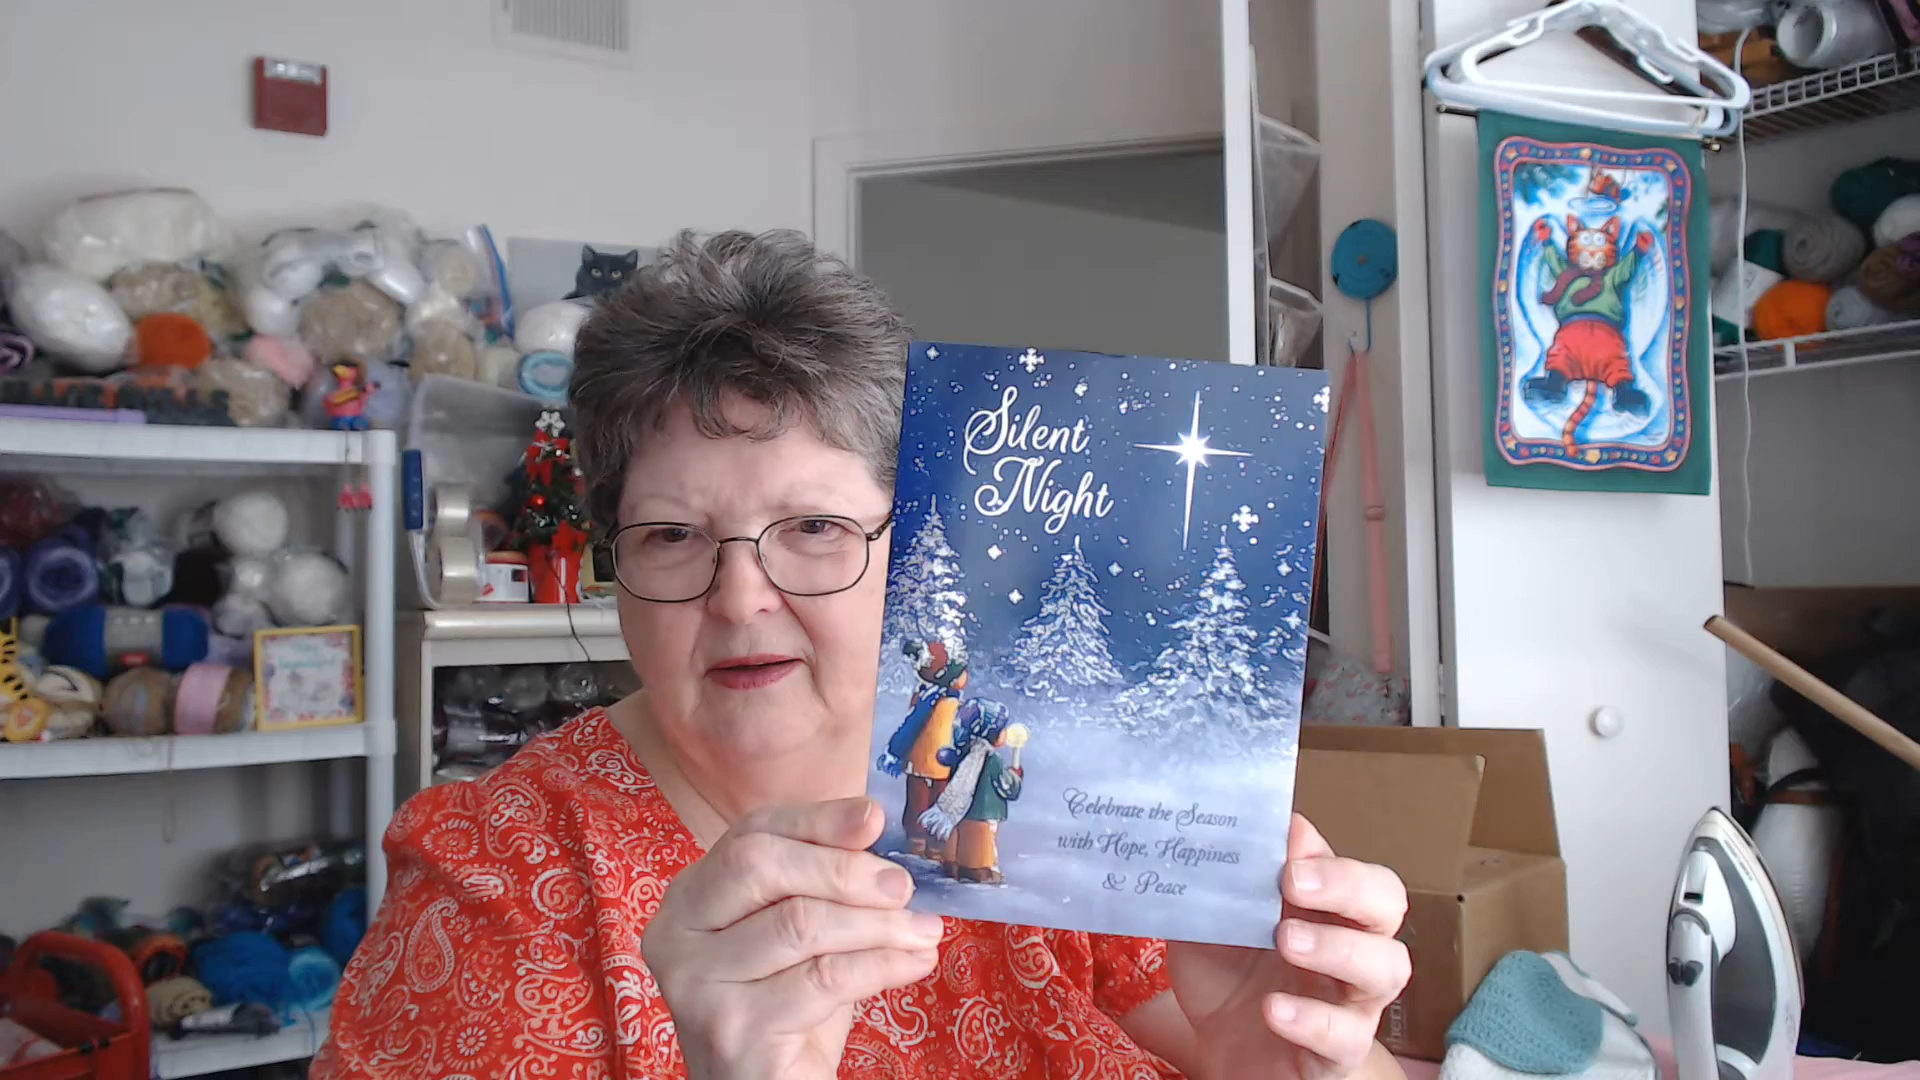 Silent
Night
Celebrate the Season
with Hope, Happiness
& Peace